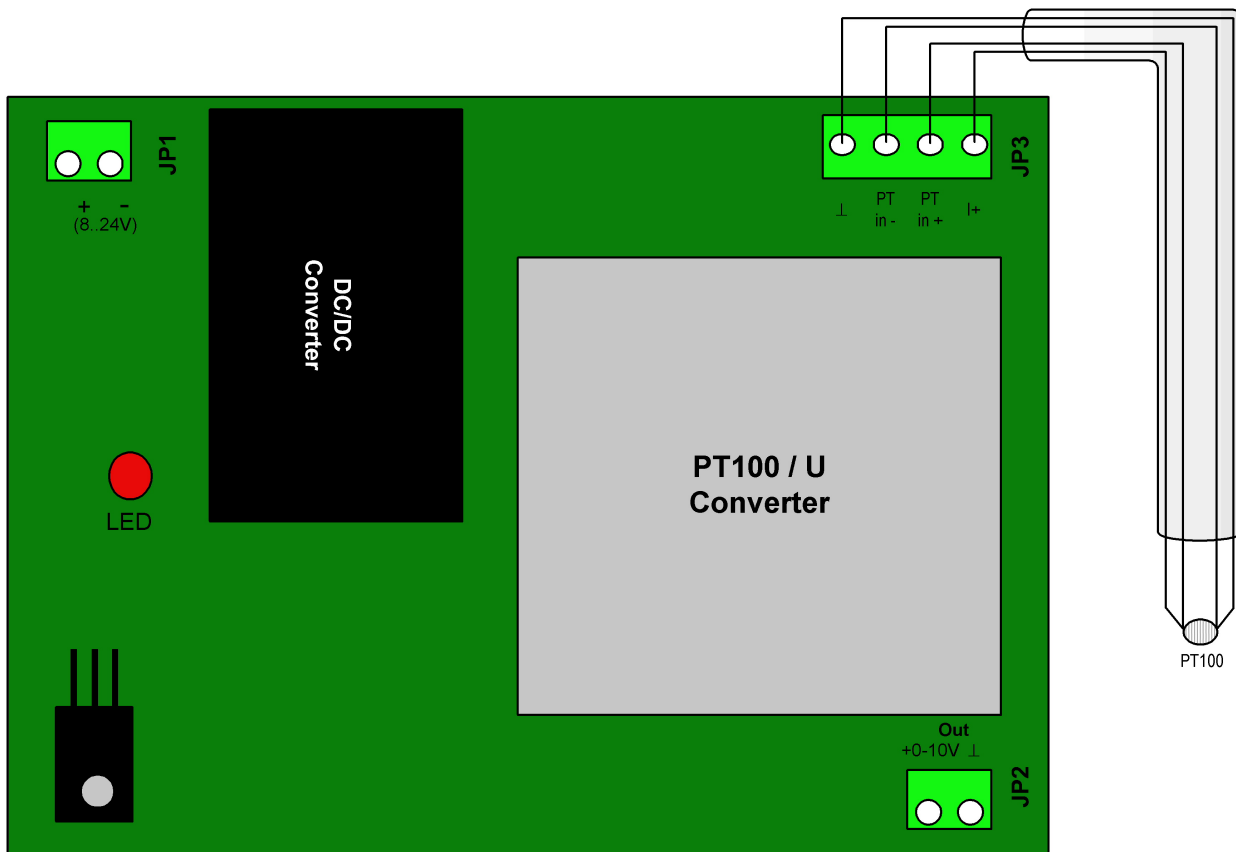 JP1
+ -
(8..24V)
DC/DC
Converter
JP3
⊥ PT in - PT in + I+
PT100 / U
Converter
LED
PT100
Out
+0-10V ⊥
JP2